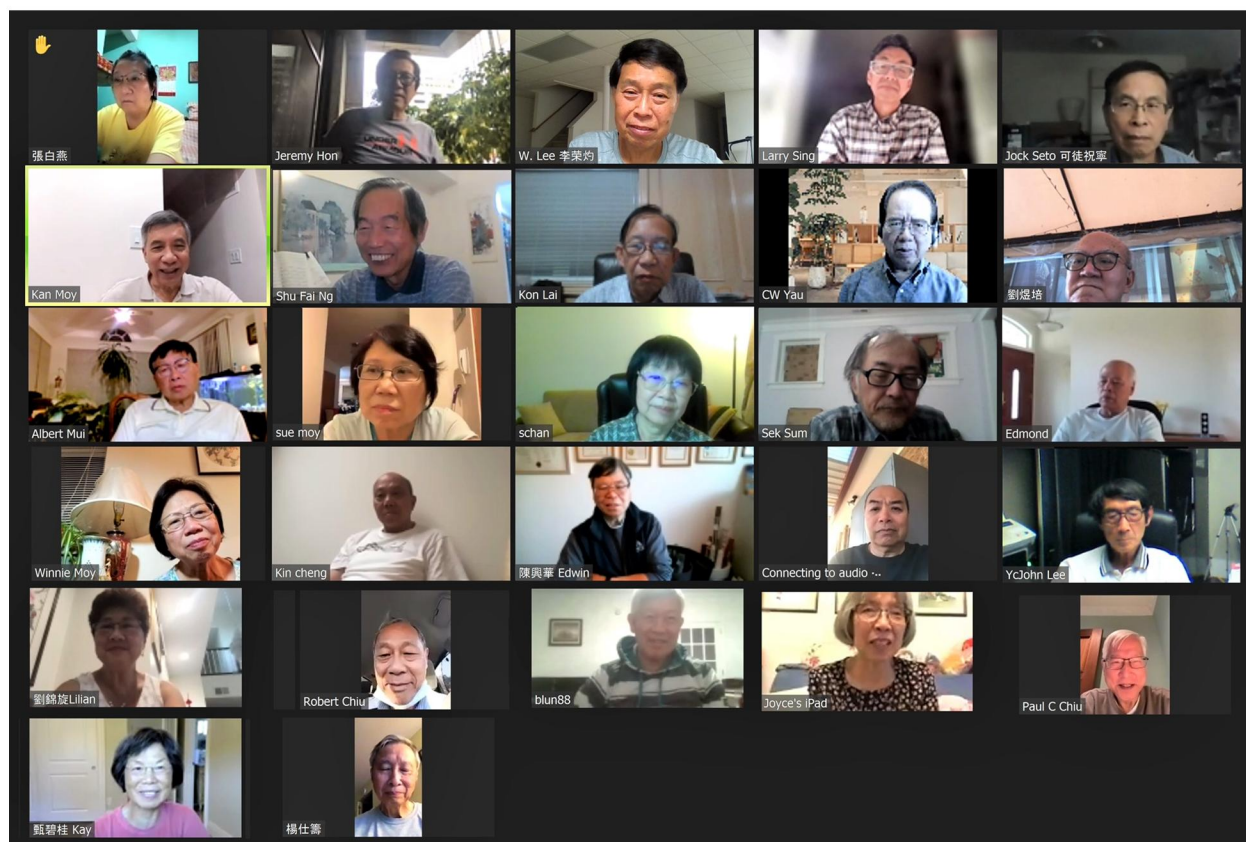 張白燕
Jeremy Hon
W. Lee 李荣灼
Larry Sing
Jock Seto 可徒祝寧
Kan Moy
Shu Fai Ng
Kon Lai
CW Yau
劉煜培
Albert Mui
sue moy
schan
Sek Sum
Edmond
Winnie Moy
Kin cheng
陳興華 Edwin
Connecting to audio ·..
YcJohn Lee
劉錦旋Lilian
Robert Chiu
blun88
Joyce's iPad
Paul C Chiu
甄碧桂 Kay
楊仕籌